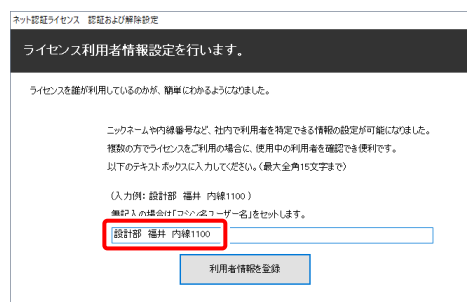 ネット認証ライセンス 認証および解除設定
ライセンス利用者情報設定を行います。
ライセンスを誰が利用しているのかが、簡単にわかるようになりました。
ニックネームや内線番号など、社内で利用者を特定できる情報の設定が可能になりました。
複数の方でライセンスをご利用の場合に、使用中の利用者を確認でき便利です。
以下のテキストボックスに入力してください。（最大全角15文字まで）
（入力例：設計部 福井 内線1100 ）
無記入の場合は「マシン名ユーザー名」をセットします。
設計部 福井 内線1100
利用者情報を登録